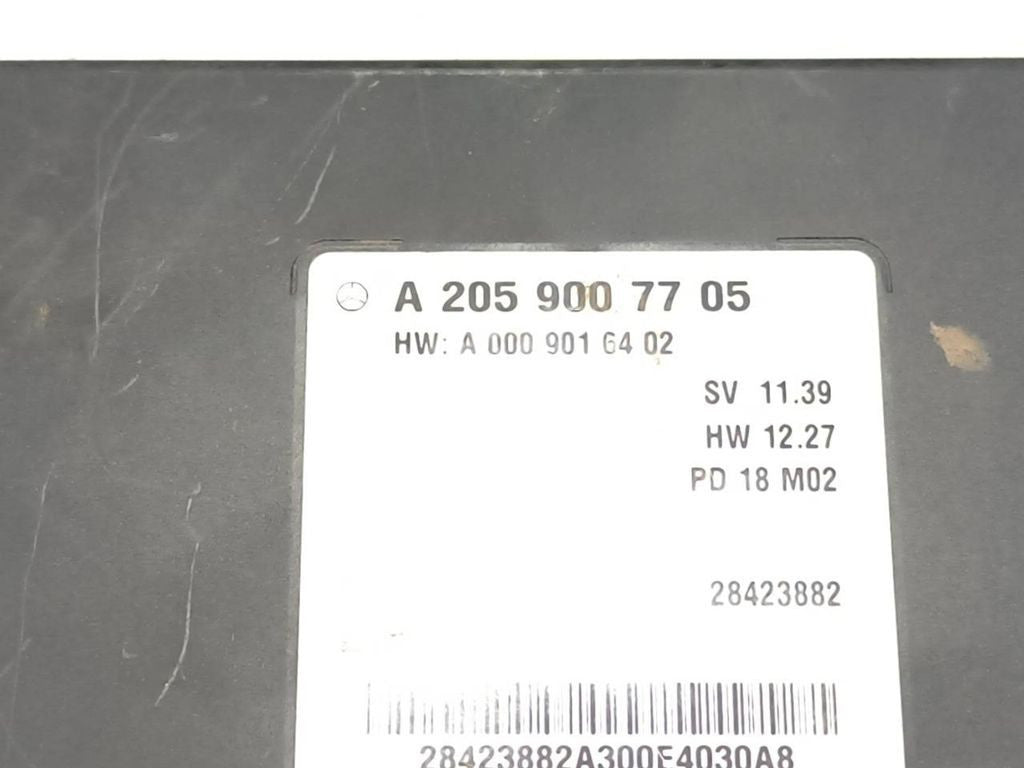 A 205 900 77 05
HW: A 000 901 64 02
SV 11.39
HW 12.27
PD 18 M02
28423882
28423882A300E4030A8